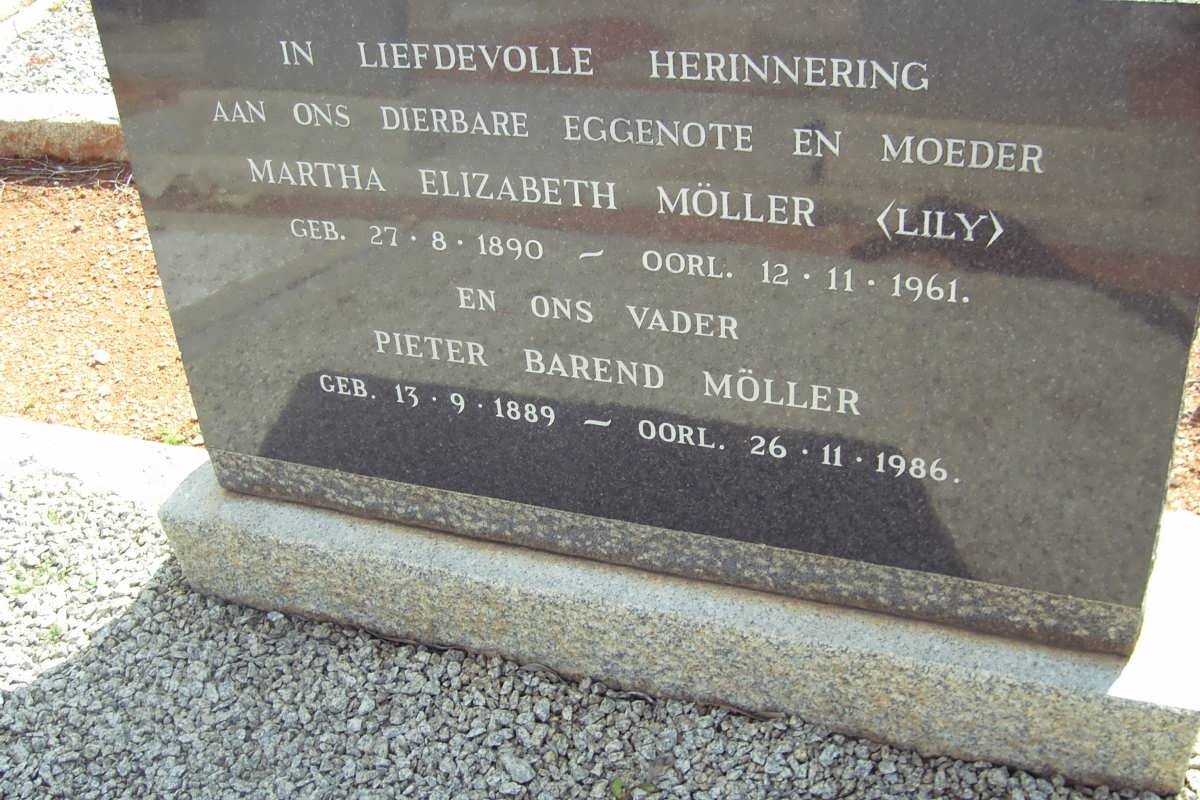 IN LIEFDEVOLLE HERINNERING
AAN ONS DIERBARE EGGENOTE EN MOEDER
MARTHA ELIZABETH MÖLLER (LILY)
GEB. 27·8·1890 – OORL. 12·11·1961.
EN ONS VADER
PIETER BAREND MÖLLER
GEB. 13·9·1889 – OORL. 26·11·1986.